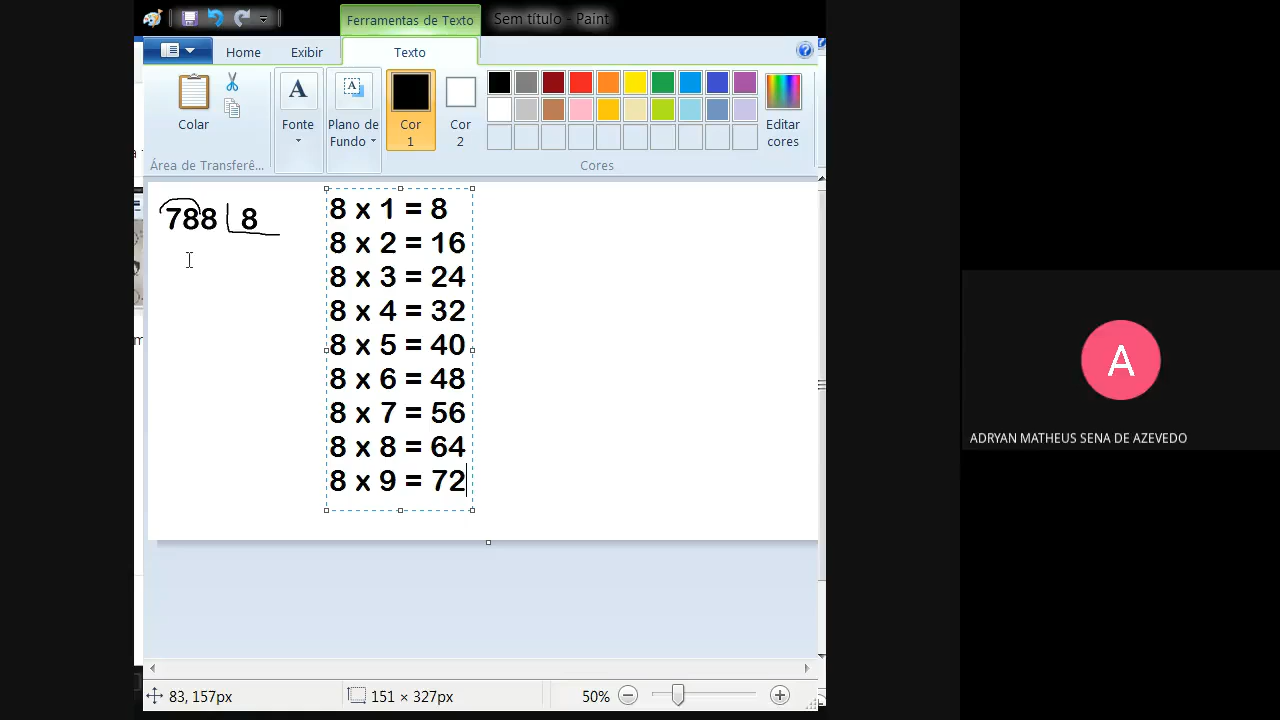 Ferramentas de Texto
Sem título - Paint
Home
Exibir
Texto
Colar
Fonte
Plano de
Fundo
Cor
1
Cor
2
Editar
cores
Área de Transferê...
Cores
788 8
8 x 1 = 8
8 x 2 = 16
8 x 3 = 24
8 x 4 = 32
8 x 5 = 40
8 x 6 = 48
8 x 7 = 56
8 x 8 = 64
8 x 9 = 72
A
ADRYAN MATHEUS SENA DE AZEVEDO
83, 157px
151 × 327px
50%